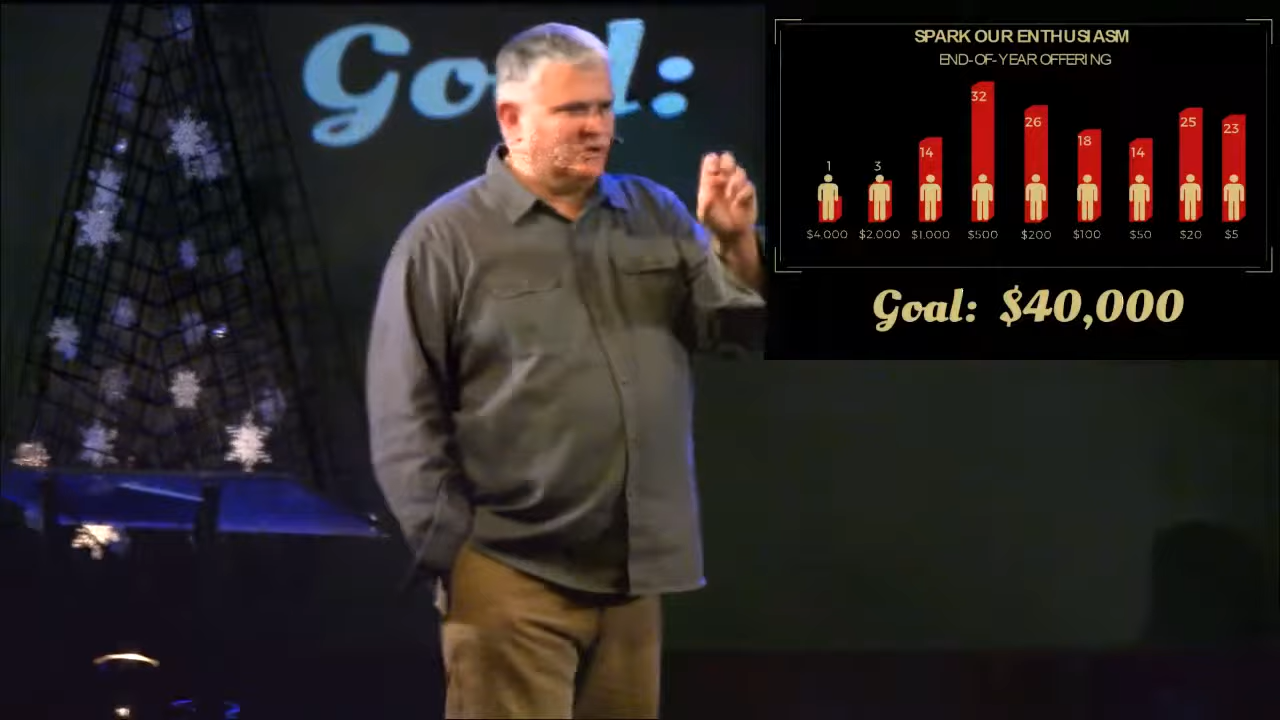 Go l:
SPARK OUR ENTHUSIASM
END-OF-YEAR OFFERING
1 3 14 32 26 18 14 25 23
$4,000 $2,000 $1,000 $500 $200 $100 $50 $20 $5
Goal: $40,000